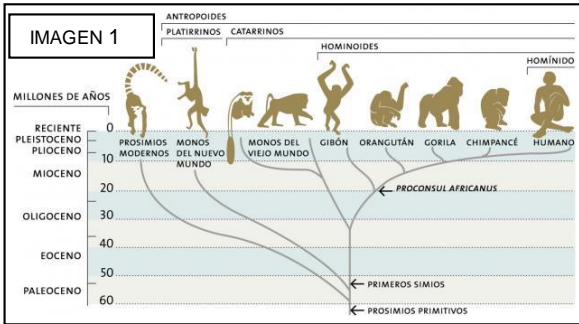 IMAGEN 1
ANTROPOIDES
PLATIRRINOS
CATARRINOS
HOMINOIDES
HOMÍNIDO
MILLONES DE AÑOS
RECIENTE
PLEISTOCENO
PLIOCENO
MIOCENO
OLIGOCENO
EOCENO
PALEOCENO
0
10
20
30
40
50
60
PROSIMIOS
MODERNOS
MONOS
DEL NUEVO
MUNDO
MONOS DEL
VIEJO MUNDO
GIBÓN
ORANGUTÁN
GORILA
CHIMPANCÉ
HUMANO
PROCONSUL AFRICANUS
PRIMEROS SIMIOS
PROSIMIOS PRIMITIVOS